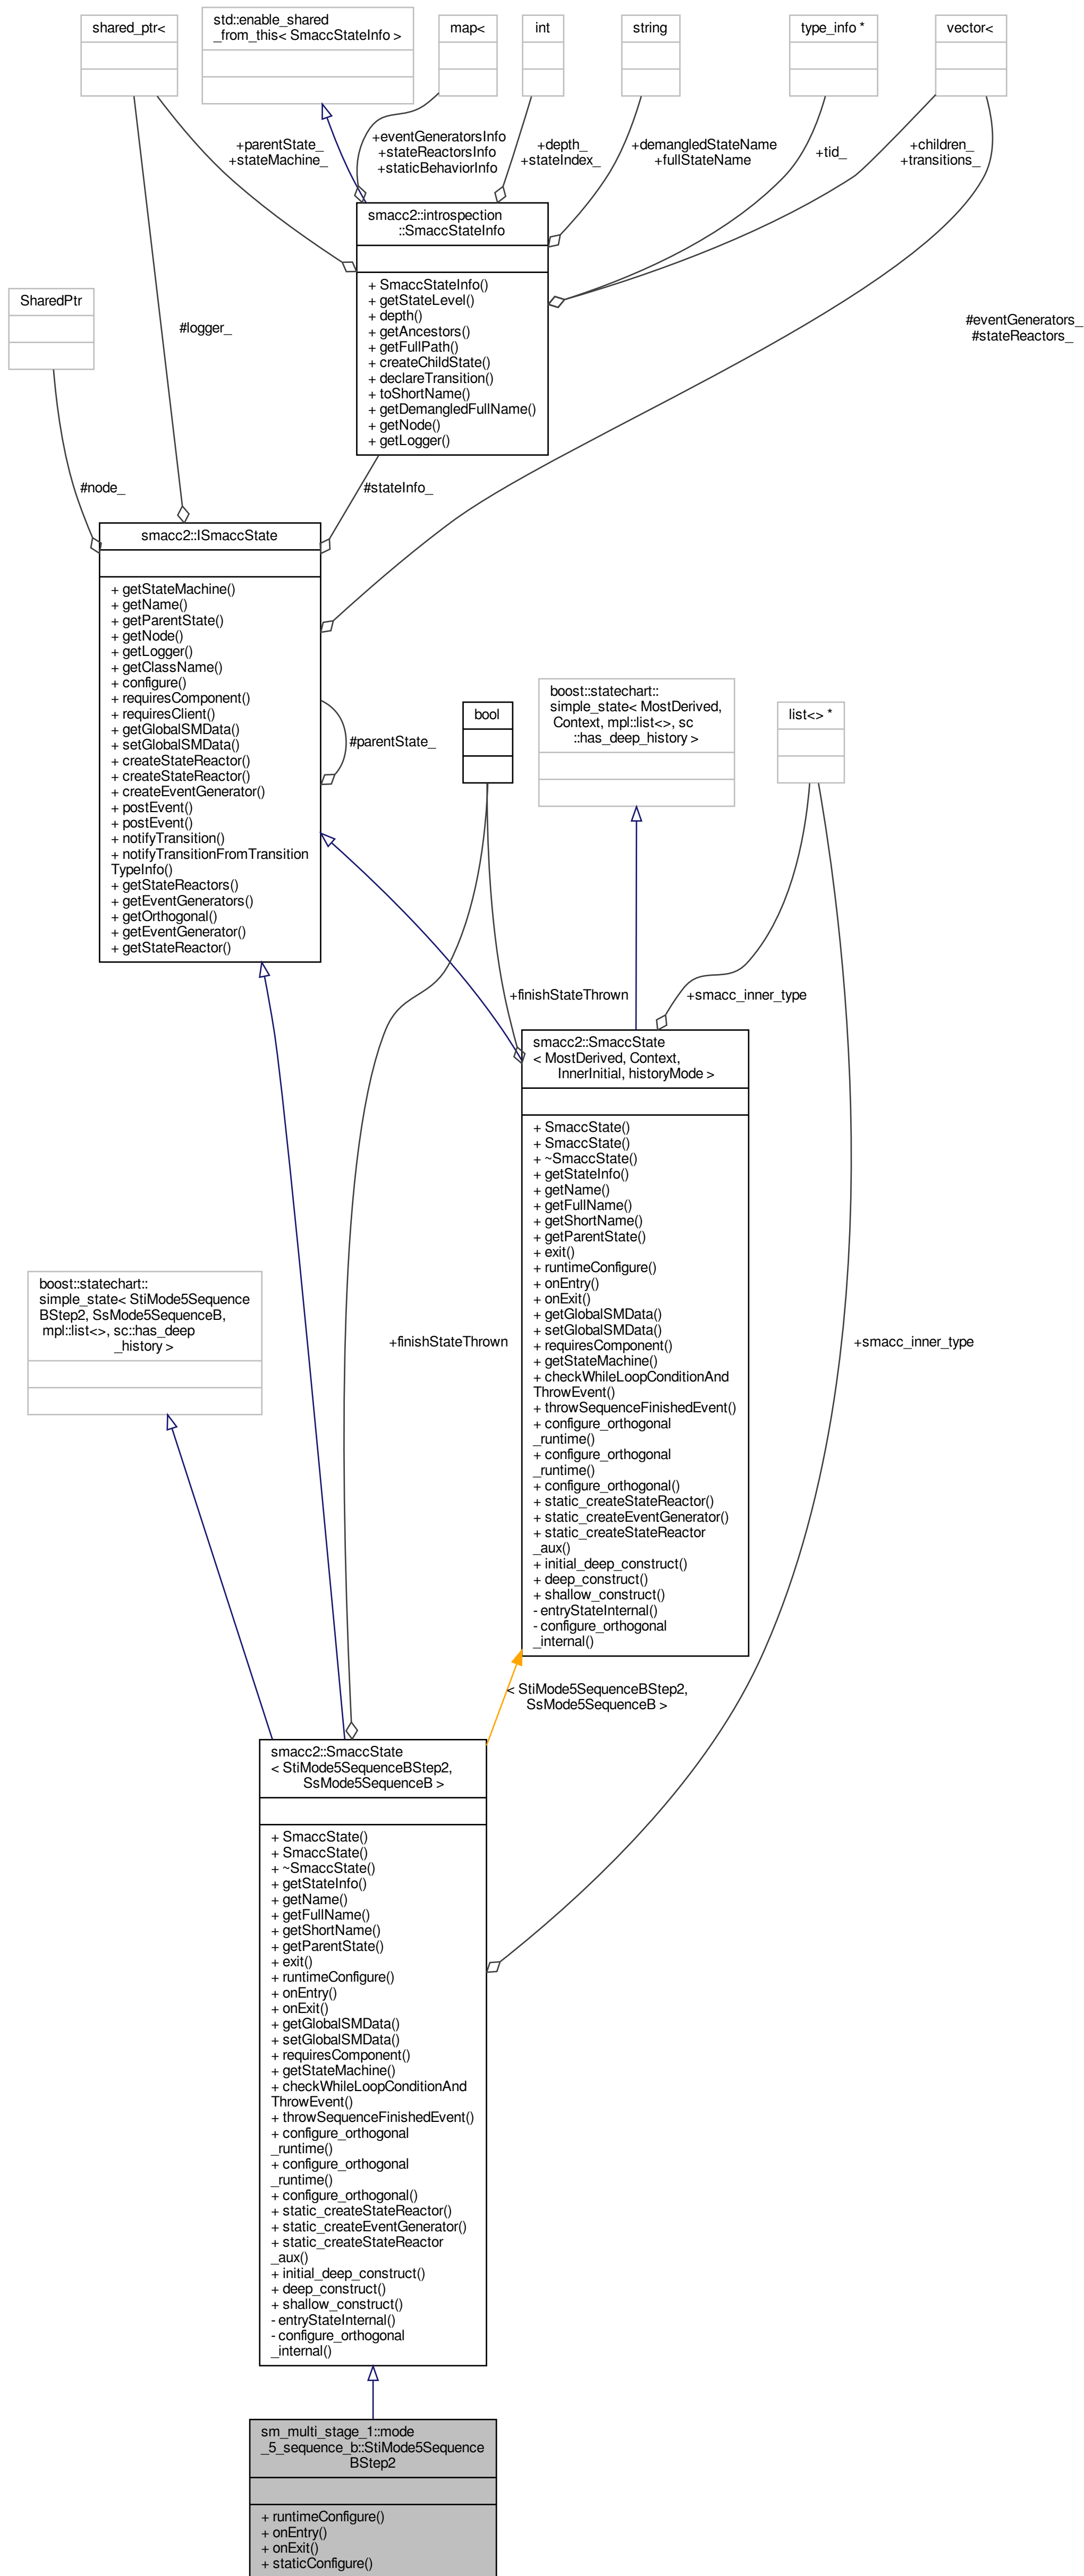 shared_ptr<
std::enable_shared
_from_this< SmaccStateInfo >
map<
int
string
type_info *
vector<
+parentState_
+stateMachine_
+eventGeneratorsInfo
+stateReactorsInfo
+staticBehaviorInfo
+depth_
+stateIndex_
+demangledStateName
+fullStateName
+tid_
+children_
+transitions_
smacc2::introspection
::SmaccStateInfo
+ SmaccStateInfo()
+ getStateLevel()
+ depth()
+ getAncestors()
+ getFullPath()
+ createChildState()
+ declareTransition()
+ toShortName()
+ getDemangledFullName()
+ getNode()
+ getLogger()
SharedPtr
#logger_
#eventGenerators_
#stateReactors_
#node_
#stateInfo_
smacc2::ISmaccState
+ getStateMachine()
+ getName()
+ getParentState()
+ getNode()
+ getLogger()
+ getClassName()
+ configure()
+ requiresComponent()
+ requiresClient()
+ getGlobalSMData()
+ setGlobalSMData()
+ createStateReactor()
+ createStateReactor()
+ createEventGenerator()
+ postEvent()
+ postEvent()
+ notifyTransition()
+ notifyTransitionFromTransition
TypeInfo()
+ getStateReactors()
+ getEventGenerators()
+ getOrthogonal()
+ getEventGenerator()
+ getStateReactor()
#parentState_
bool
boost::statechart::
simple_state< MostDerived,
Context, mpl::list<>, sc
::has_deep_history >
list<> *
+finishStateThrown
+smacc_inner_type
smacc2::SmaccState
< MostDerived, Context,
InnerInitial, historyMode >
+ SmaccState()
+ SmaccState()
+ ~SmaccState()
+ getStateInfo()
+ getName()
+ getFullName()
+ getShortName()
+ getParentState()
+ exit()
+ runtimeConfigure()
+ onEntry()
+ onExit()
+ getGlobalSMData()
+ setGlobalSMData()
+ requiresComponent()
+ getStateMachine()
+ checkWhileLoopConditionAnd
ThrowEvent()
+ throwSequenceFinishedEvent()
+ configure_orthogonal
_runtime()
+ configure_orthogonal
_runtime()
+ configure_orthogonal()
+ static_createStateReactor()
+ static_createEventGenerator()
+ static_createStateReactor
_aux()
+ initial_deep_construct()
+ deep_construct()
+ shallow_construct()
- entryStateInternal()
- configure_orthogonal
_internal()
boost::statechart::
simple_state< StiMode5Sequence
BStep2, SsMode5SequenceB,
mpl::list<>, sc::has_deep
_history >
+finishStateThrown
+smacc_inner_type
< StiMode5SequenceBStep2,
SsMode5SequenceB >
smacc2::SmaccState
< StiMode5SequenceBStep2,
SsMode5SequenceB >
+ SmaccState()
+ SmaccState()
+ ~SmaccState()
+ getStateInfo()
+ getName()
+ getFullName()
+ getShortName()
+ getParentState()
+ exit()
+ runtimeConfigure()
+ onEntry()
+ onExit()
+ getGlobalSMData()
+ setGlobalSMData()
+ requiresComponent()
+ getStateMachine()
+ checkWhileLoopConditionAnd
ThrowEvent()
+ throwSequenceFinishedEvent()
+ configure_orthogonal
_runtime()
+ configure_orthogonal
_runtime()
+ configure_orthogonal()
+ static_createStateReactor()
+ static_createEventGenerator()
+ static_createStateReactor
_aux()
+ initial_deep_construct()
+ deep_construct()
+ shallow_construct()
- entryStateInternal()
- configure_orthogonal
_internal()
sm_multi_stage_1::mode
_5_sequence_b::StiMode5Sequence
BStep2
+ runtimeConfigure()
+ onEntry()
+ onExit()
+ staticConfigure()